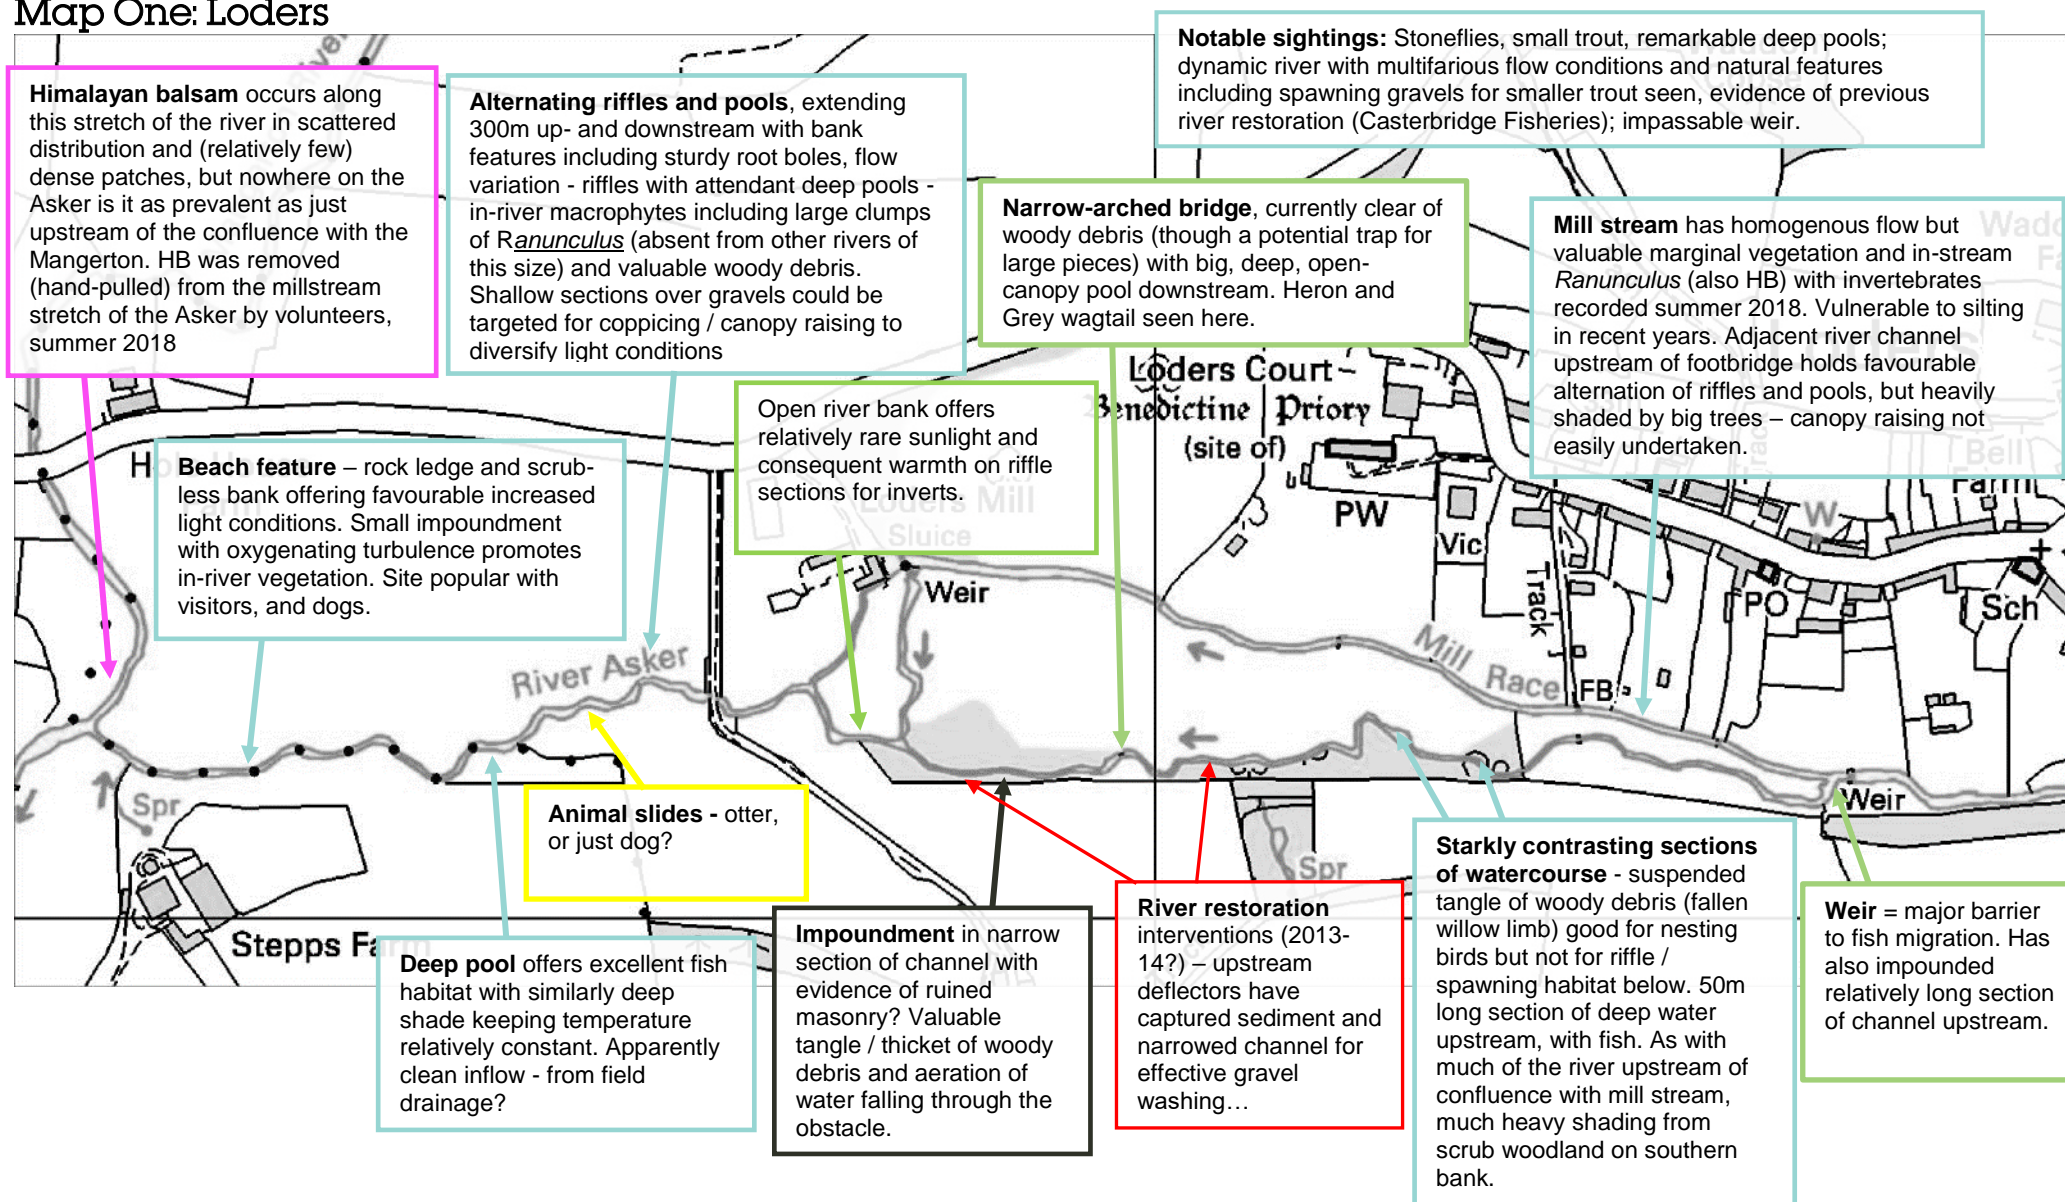 Map One: Loders
Notable sightings: Stoneflies, small trout, remarkable deep pools;
dynamic river with multifarious flow conditions and natural features
including spawning gravels for smaller trout seen, evidence of previous
river restoration (Casterbridge Fisheries); impassable weir.
Himalayan balsam occurs along
this stretch of the river in scattered
distribution and (relatively few)
dense patches, but nowhere on the
Asker is it as prevalent as just
upstream of the confluence with the
Mangerton. HB was removed
(hand-pulled) from the millstream
stretch of the Asker by volunteers,
summer 2018
Alternating riffles and pools, extending
300m up- and downstream with bank
features including sturdy root boles, flow
variation - riffles with attendant deep pools -
in-river macrophytes including large clumps
of Ranunculus (absent from other rivers of
this size) and valuable woody debris.
Shallow sections over gravels could be
targeted for coppicing / canopy raising to
diversify light conditions
Narrow-arched bridge, currently clear of
woody debris (though a potential trap for
large pieces) with big, deep, open-
canopy pool downstream. Heron and
Grey wagtail seen here.
Mill stream has homogenous flow but
valuable marginal vegetation and in-stream
Ranunculus (also HB) with invertebrates
recorded summer 2018. Vulnerable to silting
in recent years. Adjacent river channel
upstream of footbridge holds favourable
alternation of riffles and pools, but heavily
shaded by big trees – canopy raising not
easily undertaken.
River
Loders Court
Benedictine Priory
(site of)
Beach feature – rock ledge and scrub-
less bank offering favourable increased
light conditions. Small impoundment
with oxygenating turbulence promotes
in-river vegetation. Site popular with
visitors, and dogs.
Open river bank offers
relatively rare sunlight and
consequent warmth on riffle
sections for inverts.
Loders Mill
Sluice
Weir
PW
Vic
Track
W
Bell
Farm
PO
Sch
River Asker
Mill Race
FB
Weir
Spr
Spr
Stepps Farm
Animal slides - otter,
or just dog?
Deep pool offers excellent fish
habitat with similarly deep
shade keeping temperature
relatively constant. Apparently
clean inflow - from field
drainage?
Impoundment in narrow
section of channel with
evidence of ruined
masonry? Valuable
tangle / thicket of woody
debris and aeration of
water falling through the
obstacle.
River restoration
interventions (2013-
14?) – upstream
deflectors have
captured sediment and
narrowed channel for
effective gravel
washing…
Starkly contrasting sections
of watercourse - suspended
tangle of woody debris (fallen
willow limb) good for nesting
birds but not for riffle /
spawning habitat below. 50m
long section of deep water
upstream, with fish. As with
much of the river upstream of
confluence with mill stream,
much heavy shading from
scrub woodland on southern
bank.
Weir = major barrier
to fish migration. Has
also impounded
relatively long section
of channel upstream.